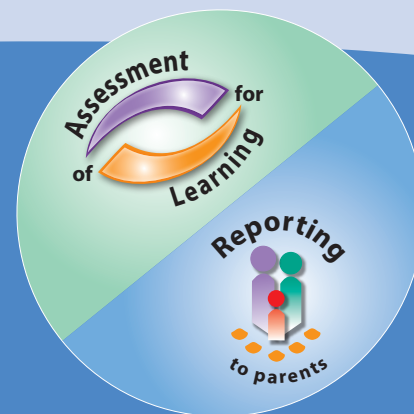 Assessment
for
of
Learning
Reporting
to parents